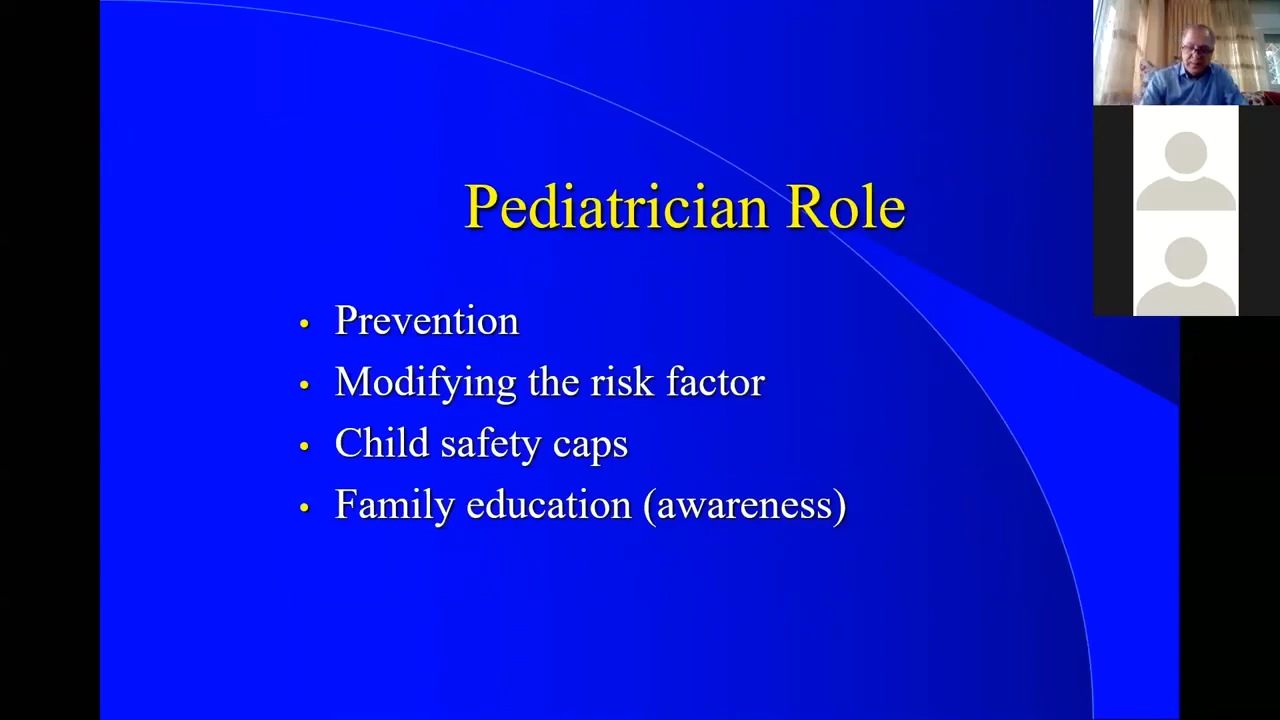 Pediatrician Role
• Prevention
• Modifying the risk factor
• Child safety caps
• Family education (awareness)